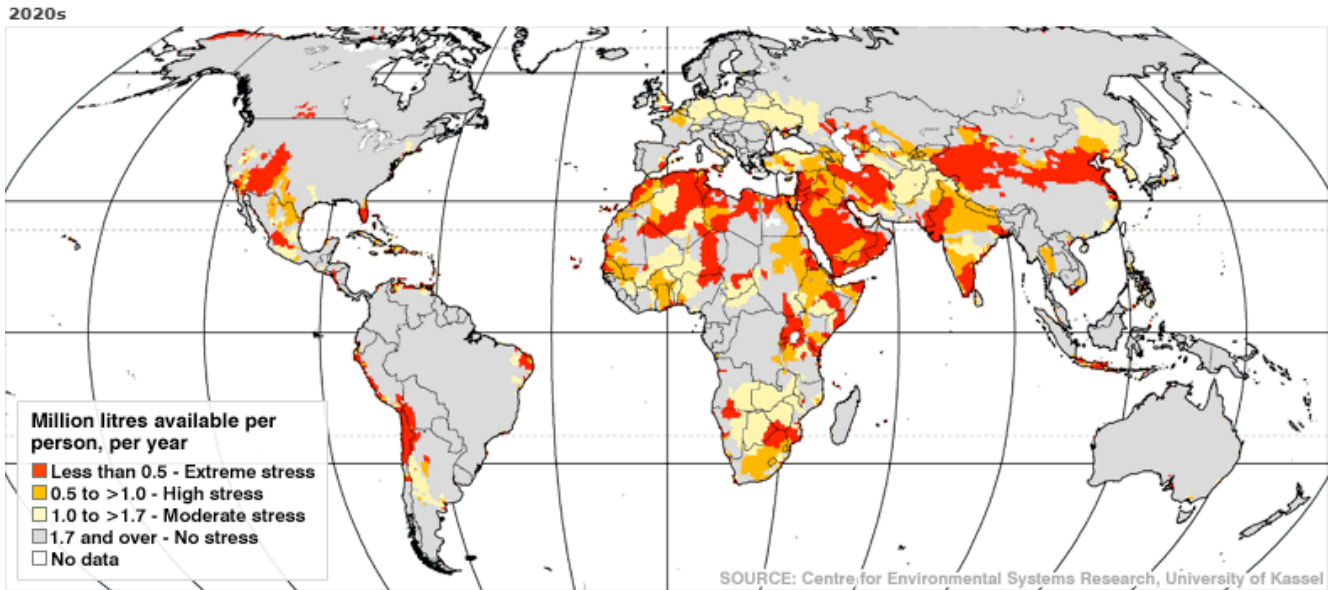 2020s
Million litres available per
person, per year
Less than 0.5 - Extreme stress
0.5 to >1.0 - High stress
1.0 to >1.7 - Moderate stress
1.7 and over - No stress
No data
SOURCE: Centre for Environmental Systems Research, University of Kassel